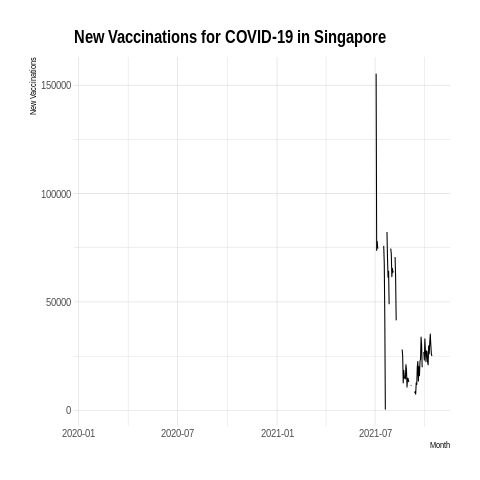 New Vaccinations for COVID-19 in Singapore
New Vaccinations
150000
100000
50000
0
2020-01 2020-07 2021-01 2021-07
Month